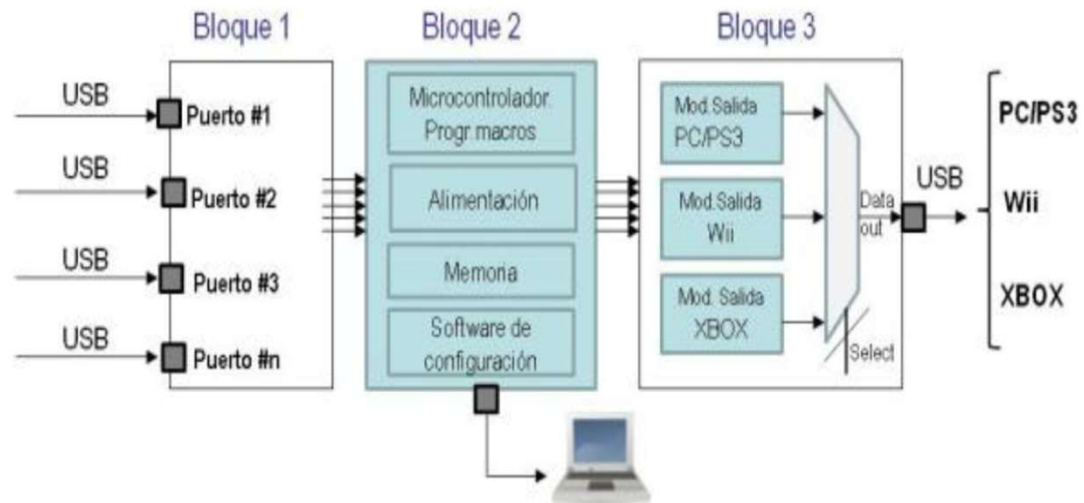 Bloque 1
Bloque 2
Bloque 3
USB
Puerto #1
USB
Puerto #2
USB
Puerto #3
USB
Puerto #n
Microcontrolador.
Progr.macros
Alimentación
Memoria
Software de
configuración
Mod.Salida
PC/PS3
Mod.Salida
Wii
Mod. Salida
XBOX
Data
out
Select
USB
PC/PS3
Wii
XBOX